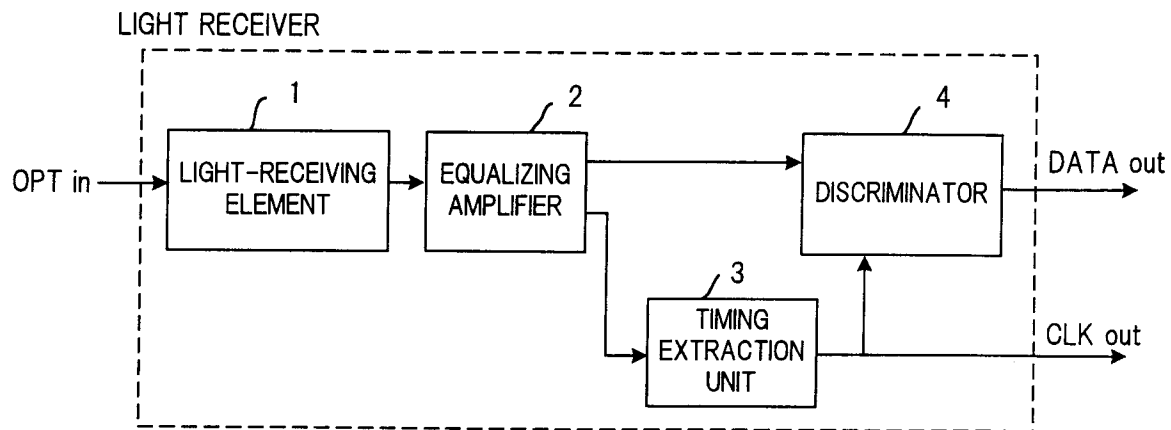 LIGHT RECEIVER
1
2
4
OPT in
LIGHT-RECEIVING
ELEMENT
EQUALIZING
AMPLIFIER
DISCRIMINATOR
DATA out
3
TIMING
EXTRACTION
UNIT
CLK out